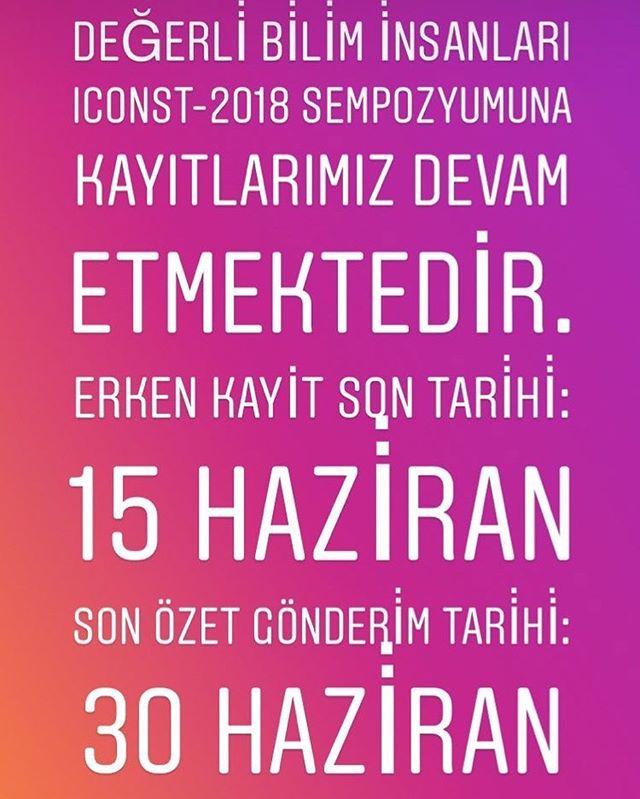 DEĞERLİ BİLİM İNSANLARI
ICONST-2018 SEMPOZYUMUNA
KAYITLARIMIZ DEVAM
ETMEKTEDİR.
ERKEN KAYİT SON TARİHİ:
15 HAZİRAN
SON ÖZET GÖNDERİM TARİHİ:
30 HAZİRAN